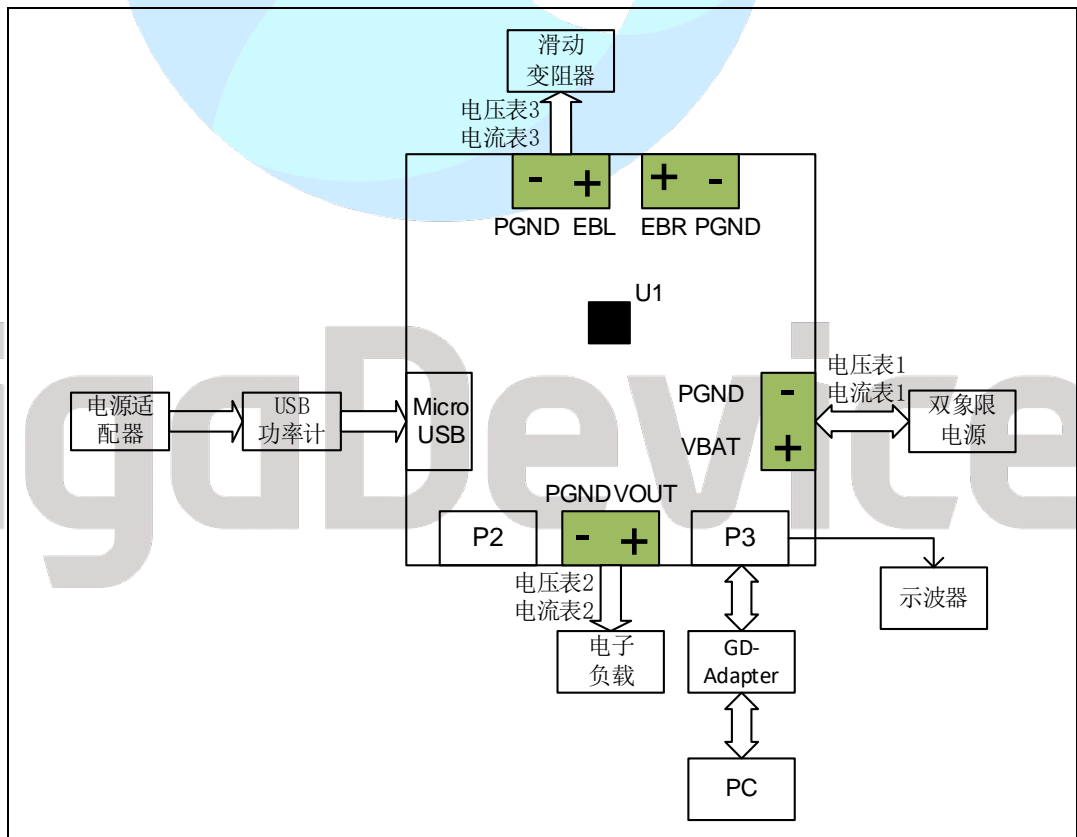 滑动
变阻器
电压表3
电流表3
- +
+ -
PGND EBL
EBR PGND
U1
电源适
配器
USB
功率计
Micro
USB
PGND
-
VBAT
+
电压表1
电流表1
双象限
电源
PGND VOUT
P2
- +
P3
电压表2
电流表2
示波器
电子
负载
GD-
Adapter
PC
gaDevice